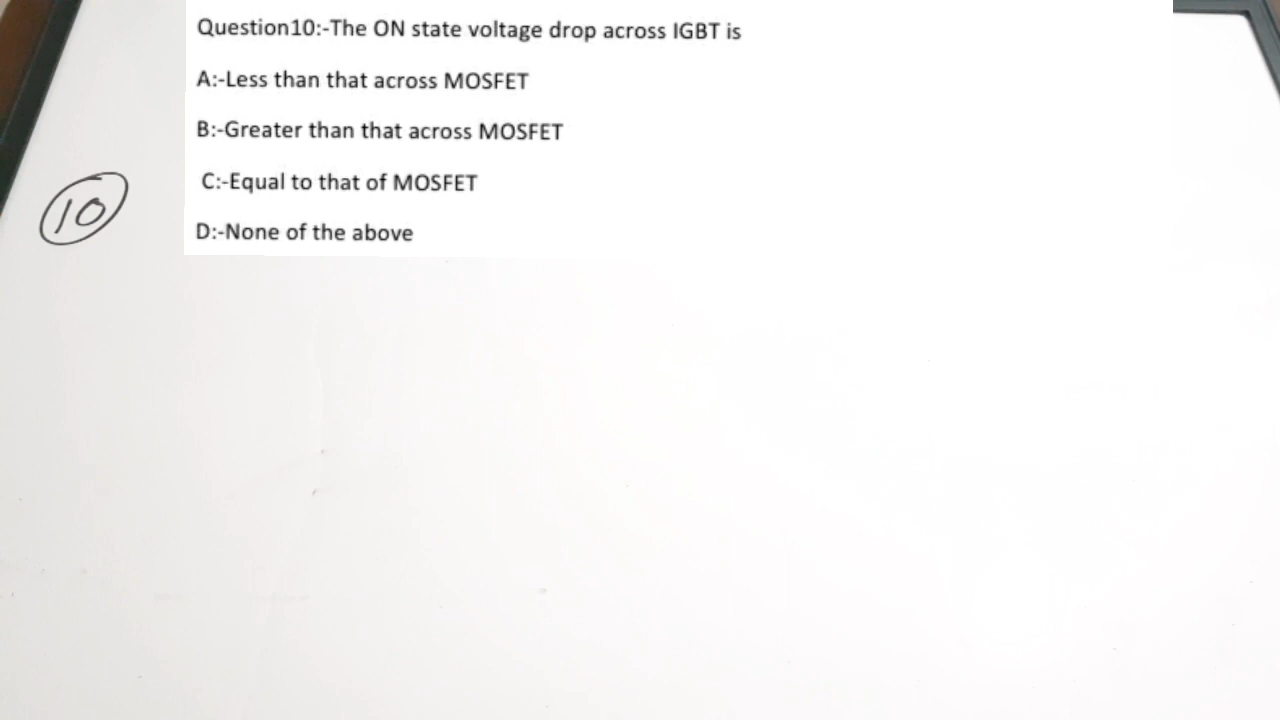 Question10:-The ON state voltage drop across IGBT is
A:-Less than that across MOSFET
B:-Greater than that across MOSFET
C:-Equal to that of MOSFET
D:-None of the above
10